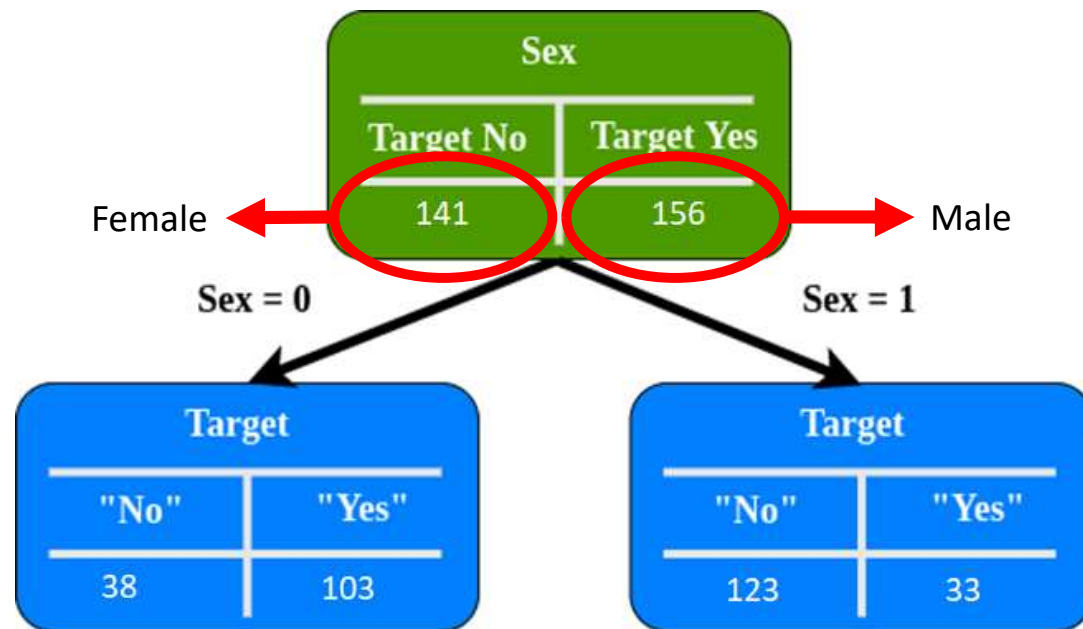 Sex
Target No Target Yes
Female 141 156 Male
Sex = 0 Sex = 1
Target Target
"No" "Yes" "No" "Yes"
38 103 123 33